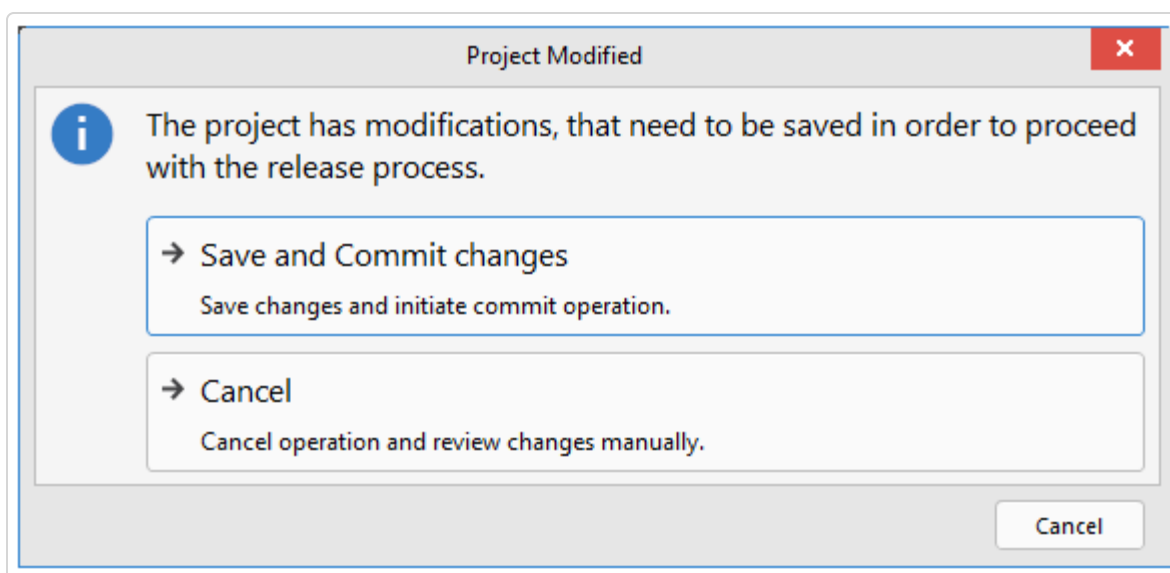 Project Modified
The project has modifications, that need to be saved in order to proceed
with the release process.
Save and Commit changes
Save changes and initiate commit operation.
Cancel
Cancel operation and review changes manually.
Cancel